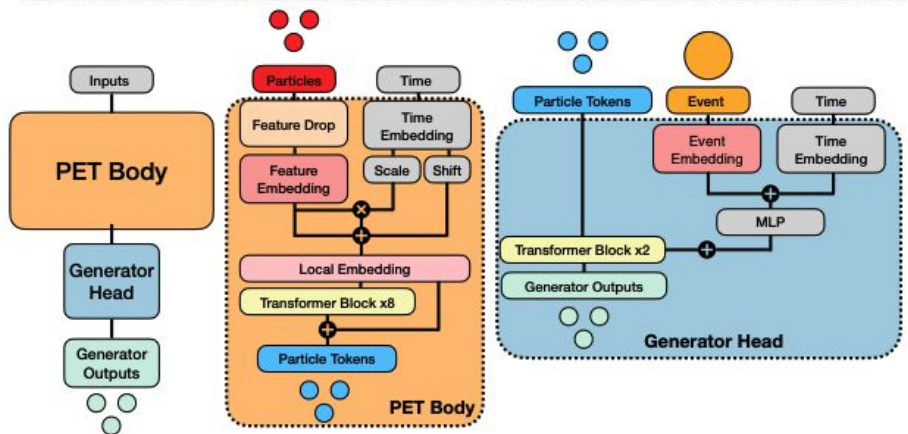 Inputs
PET Body
Generator
Head
Generator
Outputs
Particles
Time
Feature Drop
Time
Embedding
Feature
Embedding
Scale
Shift
Local Embedding
Transformer Block x8
Particle Tokens
PET Body
Particle Tokens
Event
Time
Event
Embedding
Time
Embedding
MLP
Transformer Block x2
Generator Outputs
Generator Head